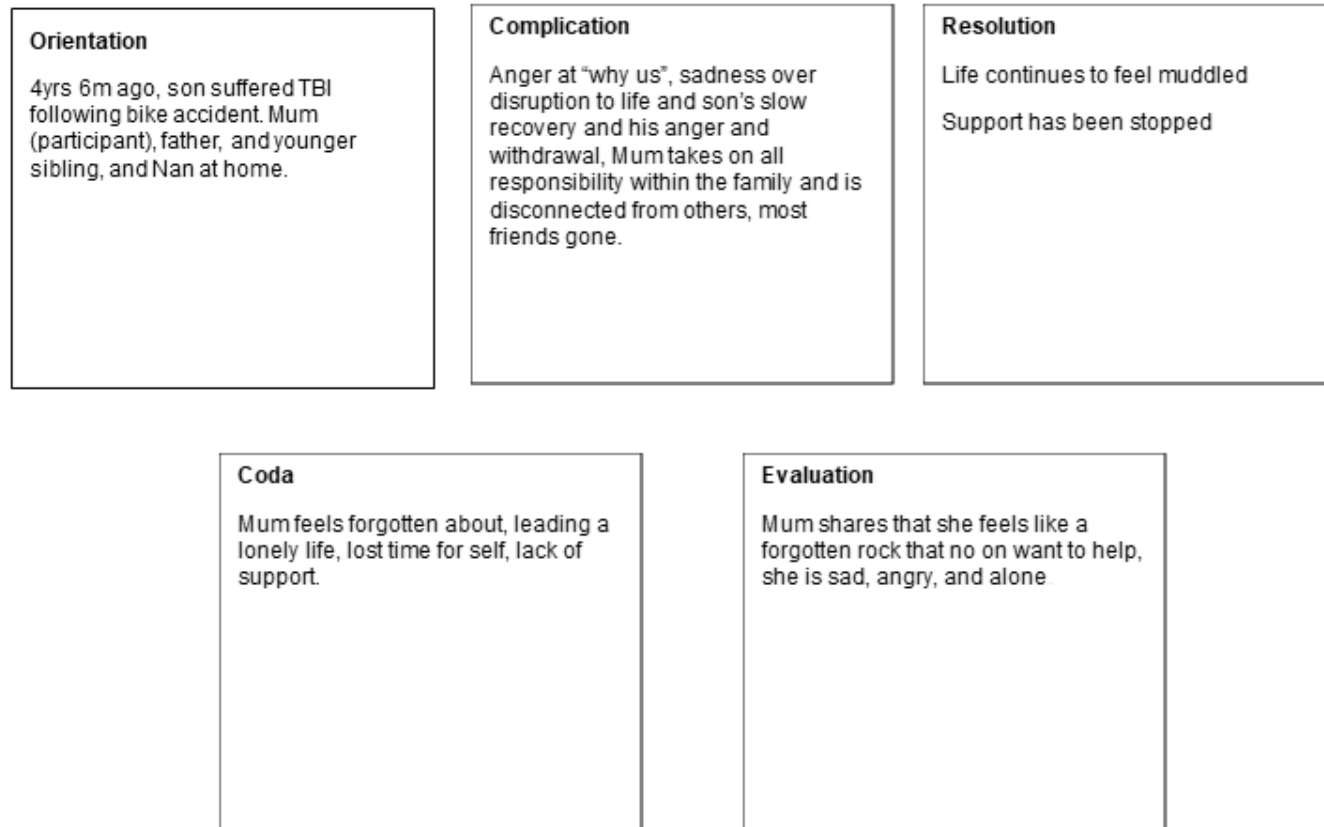 Orientation
4yrs 6m ago, son suffered TBI
following bike accident. Mum
(participant), father, and younger
sibling, and Nan at home.
Complication
Anger at “why us”, sadness over
disruption to life and son’s slow
recovery and his anger and
withdrawal, Mum takes on all
responsibility within the family and is
disconnected from others, most
friends gone.
Resolution
Life continues to feel muddled
Support has been stopped
Coda
Mum feels forgotten about, leading a
lonely life, lost time for self, lack of
support.
Evaluation
Mum shares that she feels like a
forgotten rock that no on want to help,
she is sad, angry, and alone